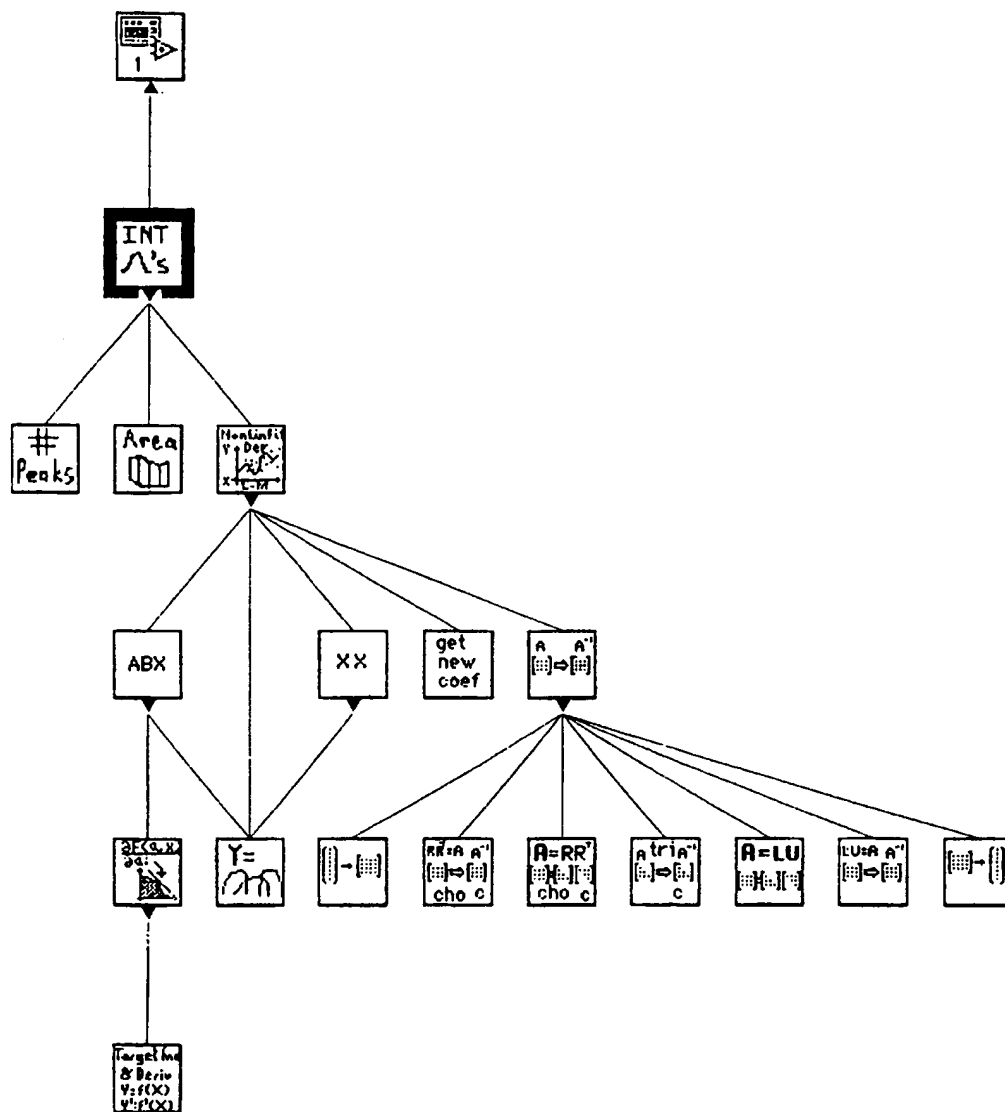 1
INT
's
#
Peaks
Area
Nonlinfit
Y Der
X L-M
ABX
XX
get
new
coef
A A⁻¹
[ ]⇨[ ]
∂F(a,x)
∂a:
Y=
[ ]→[ ]
RRᵀ=A A⁻¹
[ ]⇨[ ]
cho c
A=RRᵀ
[ ]=[ ][ ]
cho c
A tri A⁻¹
[ ]⇨[ ]
c
A=LU
[ ]=[ ][ ]
LU=A A⁻¹
[ ]⇨[ ]
[ ]→[ ]
Target fnc
& Deriv
Y=f(X)
Y'=f'(X)